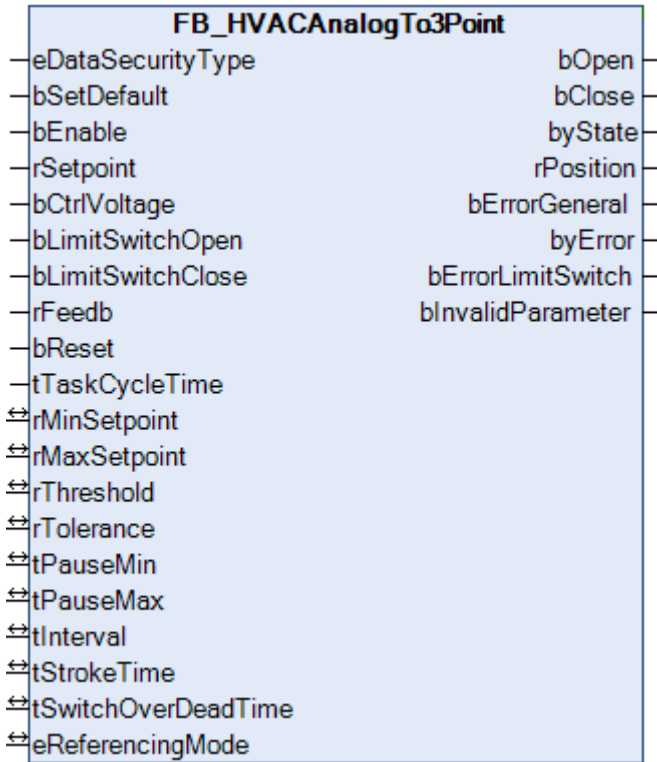 FB_HVACAnalogTo3Point
eDataSecurityType bOpen
bSetDefault bClose
bEnable byState
rSetpoint rPosition
bCtrlVoltage bErrorGeneral
bLimitSwitchOpen byError
bLimitSwitchClose bErrorLimitSwitch
rFeedb bInvalidParameter
bReset
tTaskCycleTime
rMinSetpoint
rMaxSetpoint
rThreshold
rTolerance
tPauseMin
tPauseMax
tInterval
tStrokeTime
tSwitchOverDeadTime
eReferencingMode